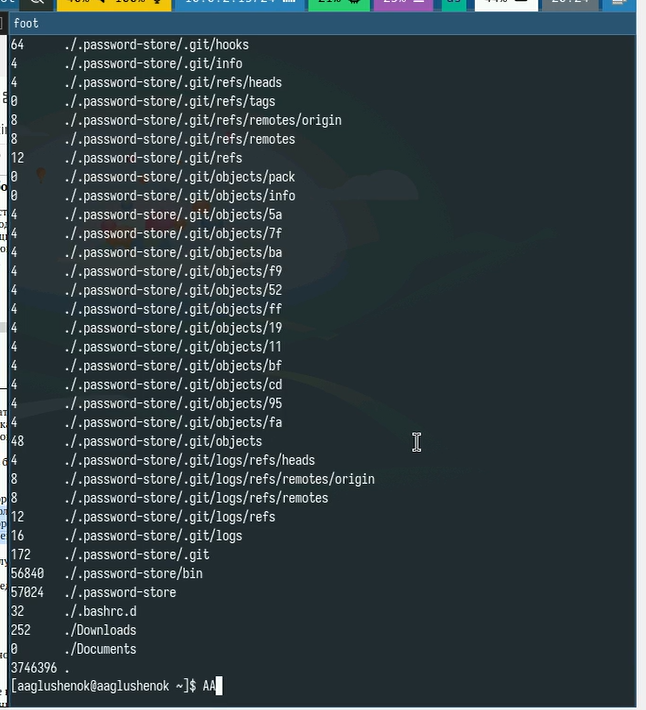 foot
64 ./.password-store/.git/hooks
4 ./.password-store/.git/info
4 ./.password-store/.git/refs/heads
0 ./.password-store/.git/refs/tags
8 ./.password-store/.git/refs/remotes/origin
8 ./.password-store/.git/refs/remotes
12 ./.password-store/.git/refs
0 ./.password-store/.git/objects/pack
0 ./.password-store/.git/objects/info
4 ./.password-store/.git/objects/5a
4 ./.password-store/.git/objects/7f
4 ./.password-store/.git/objects/ba
4 ./.password-store/.git/objects/f9
4 ./.password-store/.git/objects/52
4 ./.password-store/.git/objects/ff
4 ./.password-store/.git/objects/19
4 ./.password-store/.git/objects/11
4 ./.password-store/.git/objects/bf
4 ./.password-store/.git/objects/cd
4 ./.password-store/.git/objects/95
4 ./.password-store/.git/objects/fa
48 ./.password-store/.git/objects
4 ./.password-store/.git/logs/refs/heads
8 ./.password-store/.git/logs/refs/remotes/origin
8 ./.password-store/.git/logs/refs/remotes
12 ./.password-store/.git/logs/refs
16 ./.password-store/.git/logs
172 ./.password-store/.git
56840 ./.password-store/bin
57024 ./.password-store
32 ./.bashrc.d
252 ./Downloads
0 ./Documents
3746396 .
[aaglushenok@aaglushenok ~]$ AA